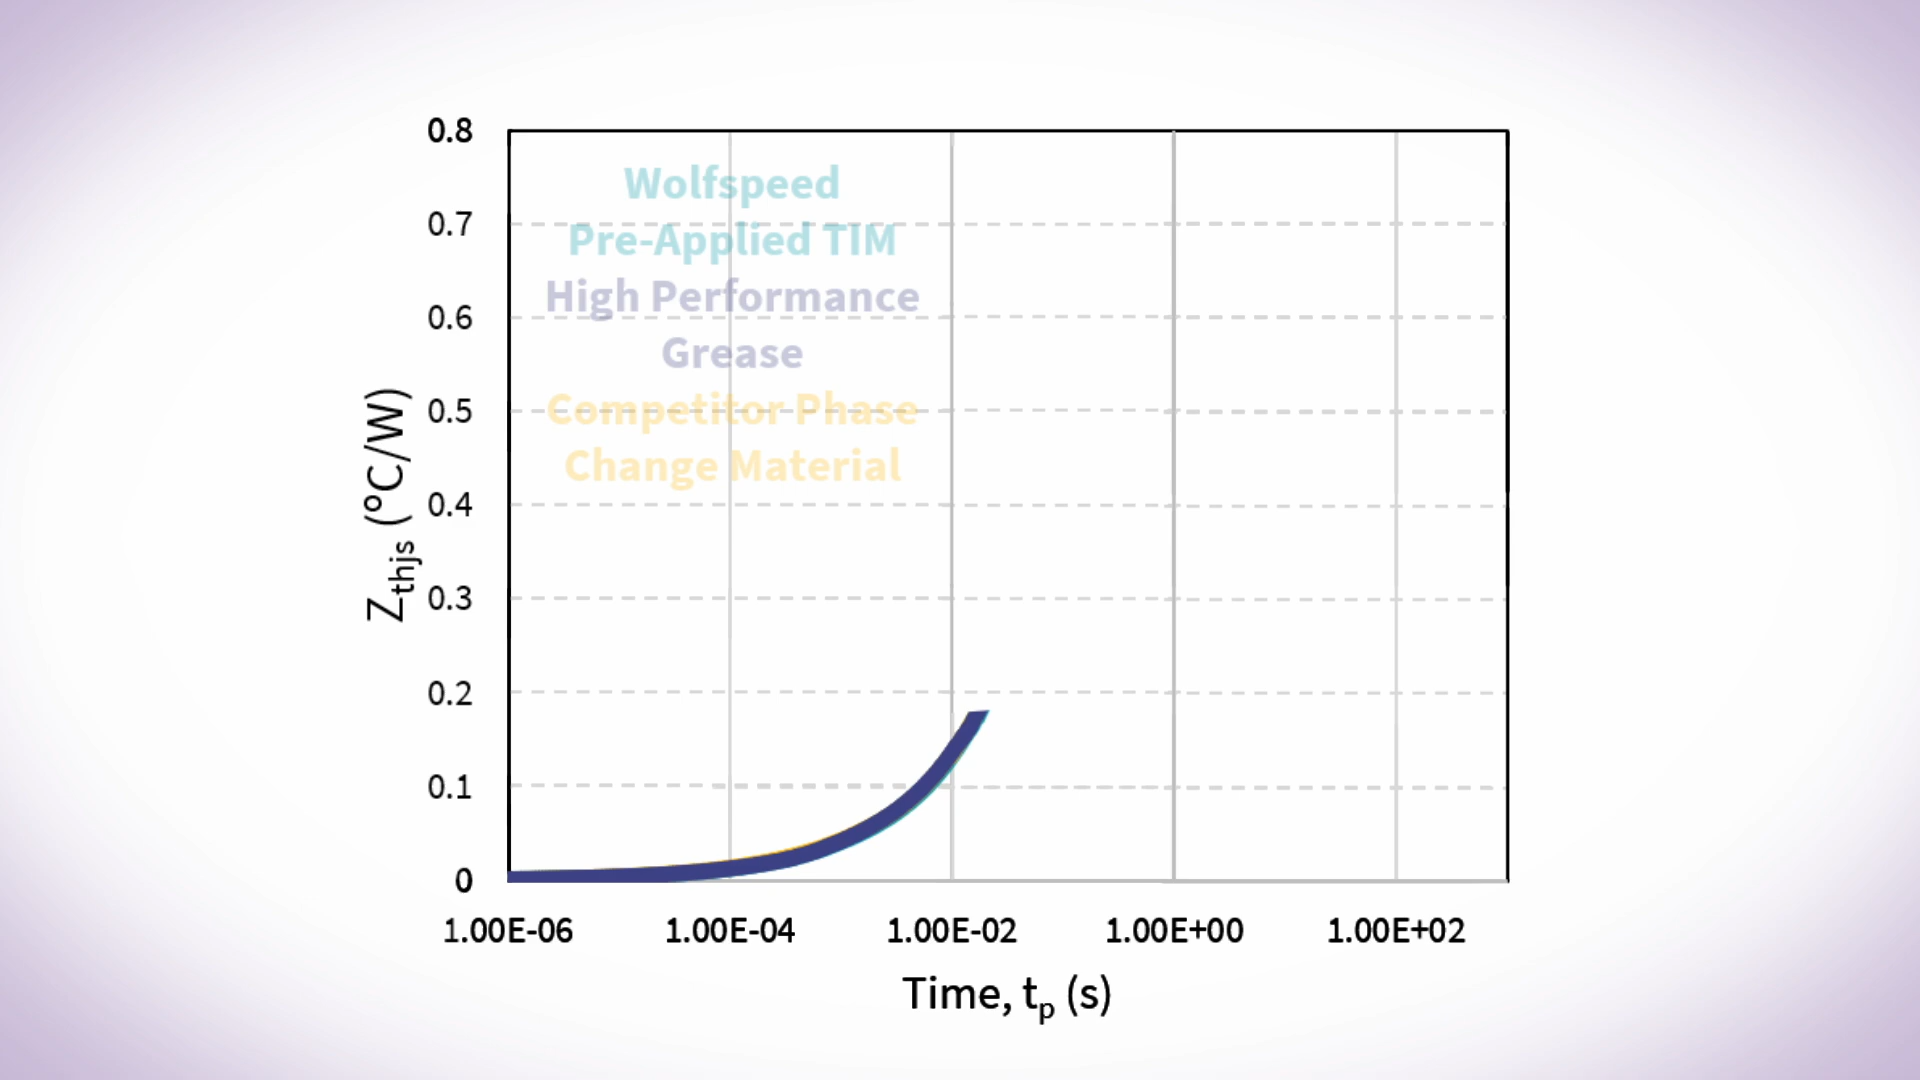 0.8
Wolfspeed
0.7
Pre-Applied TIM
High Performance
0.6
Grease
0.5
Competitor Phase
Change Material
0.4
0.3
0.2
0.1
0
Zthjs (°C/W)
1.00E-06 1.00E-04 1.00E-02 1.00E+00 1.00E+02
Time, tp (s)